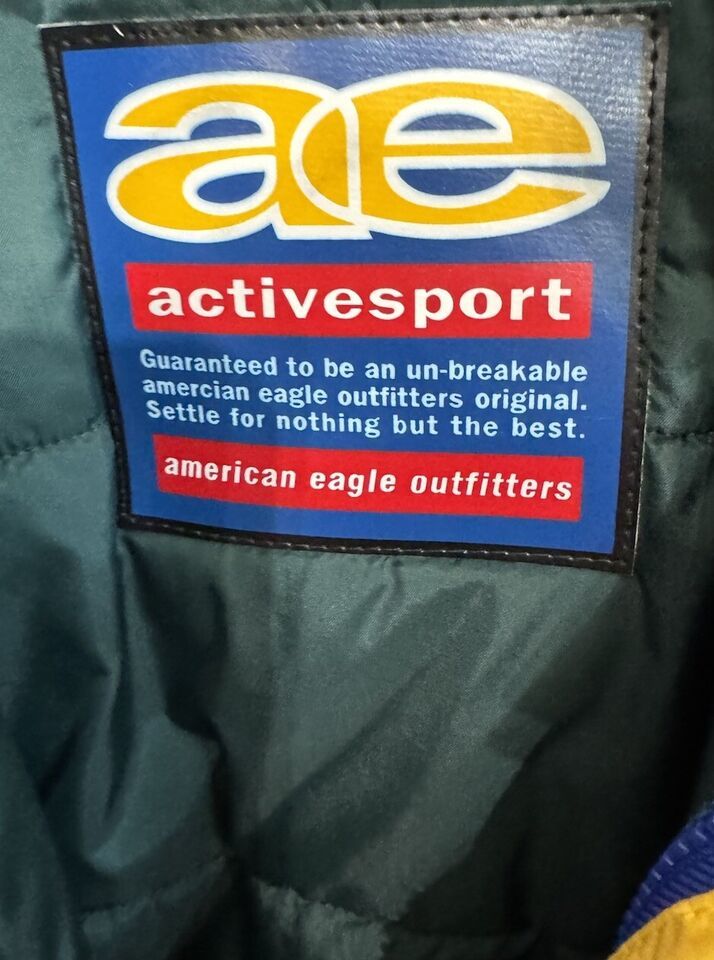 ae
activesport
Guaranteed to be an un-breakable
amercian eagle outfitters original.
Settle for nothing but the best.
american eagle outfitters